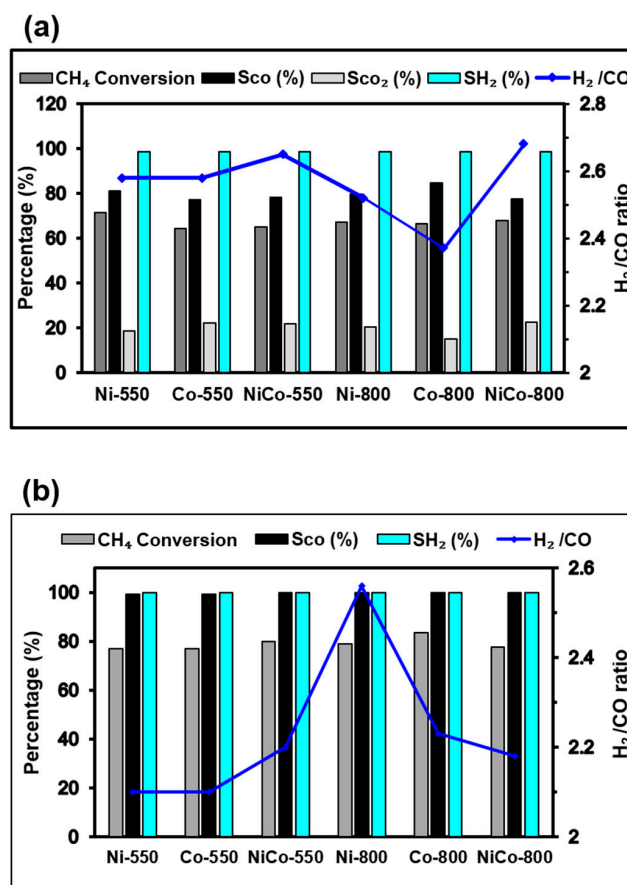 (a)
CH₄ Conversion Sco (%) Sco₂ (%) SH₂ (%) H₂ /CO
120
100
80
60
40
20
0
Percentage (%)
2.8
2.6
2.4
2.2
2
H₂/CO ratio
Ni-550 Co-550 NiCo-550 Ni-800 Co-800 NiCo-800
(b)
CH₄ Conversion Sco (%) SH₂ (%) H₂ /CO
100
80
60
40
20
0
Percentage (%)
2.6
2.4
2.2
2
H₂/CO ratio
Ni-550 Co-550 NiCo-550 Ni-800 Co-800 NiCo-800